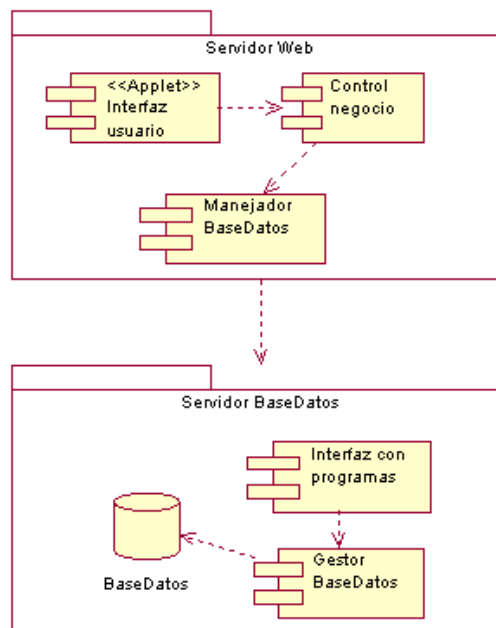 Servidor Web
<<Applet>>
Interfaz
usuario
Control
negocio
Manejador
BaseDatos
Servidor BaseDatos
Interfaz con
programas
Gestor
BaseDatos
BaseDatos